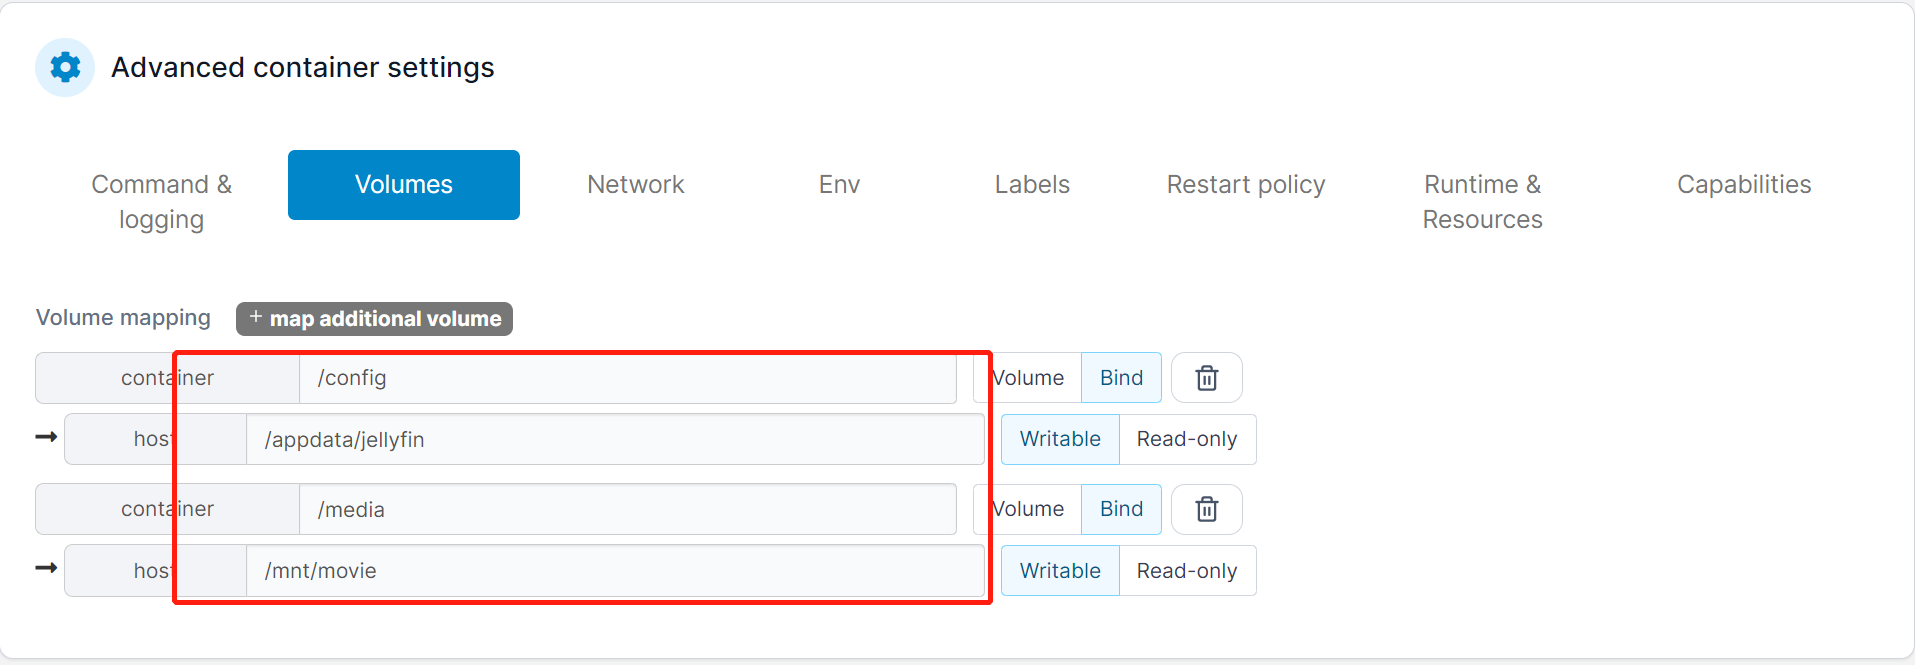 Advanced container settings
Command & logging
Volumes
Network
Env
Labels
Restart policy
Runtime & Resources
Capabilities
Volume mapping
+ map additional volume
container /config Volume Bind
→ host /appdata/jellyfin Writable Read-only
container /media Volume Bind
→ host /mnt/movie Writable Read-only